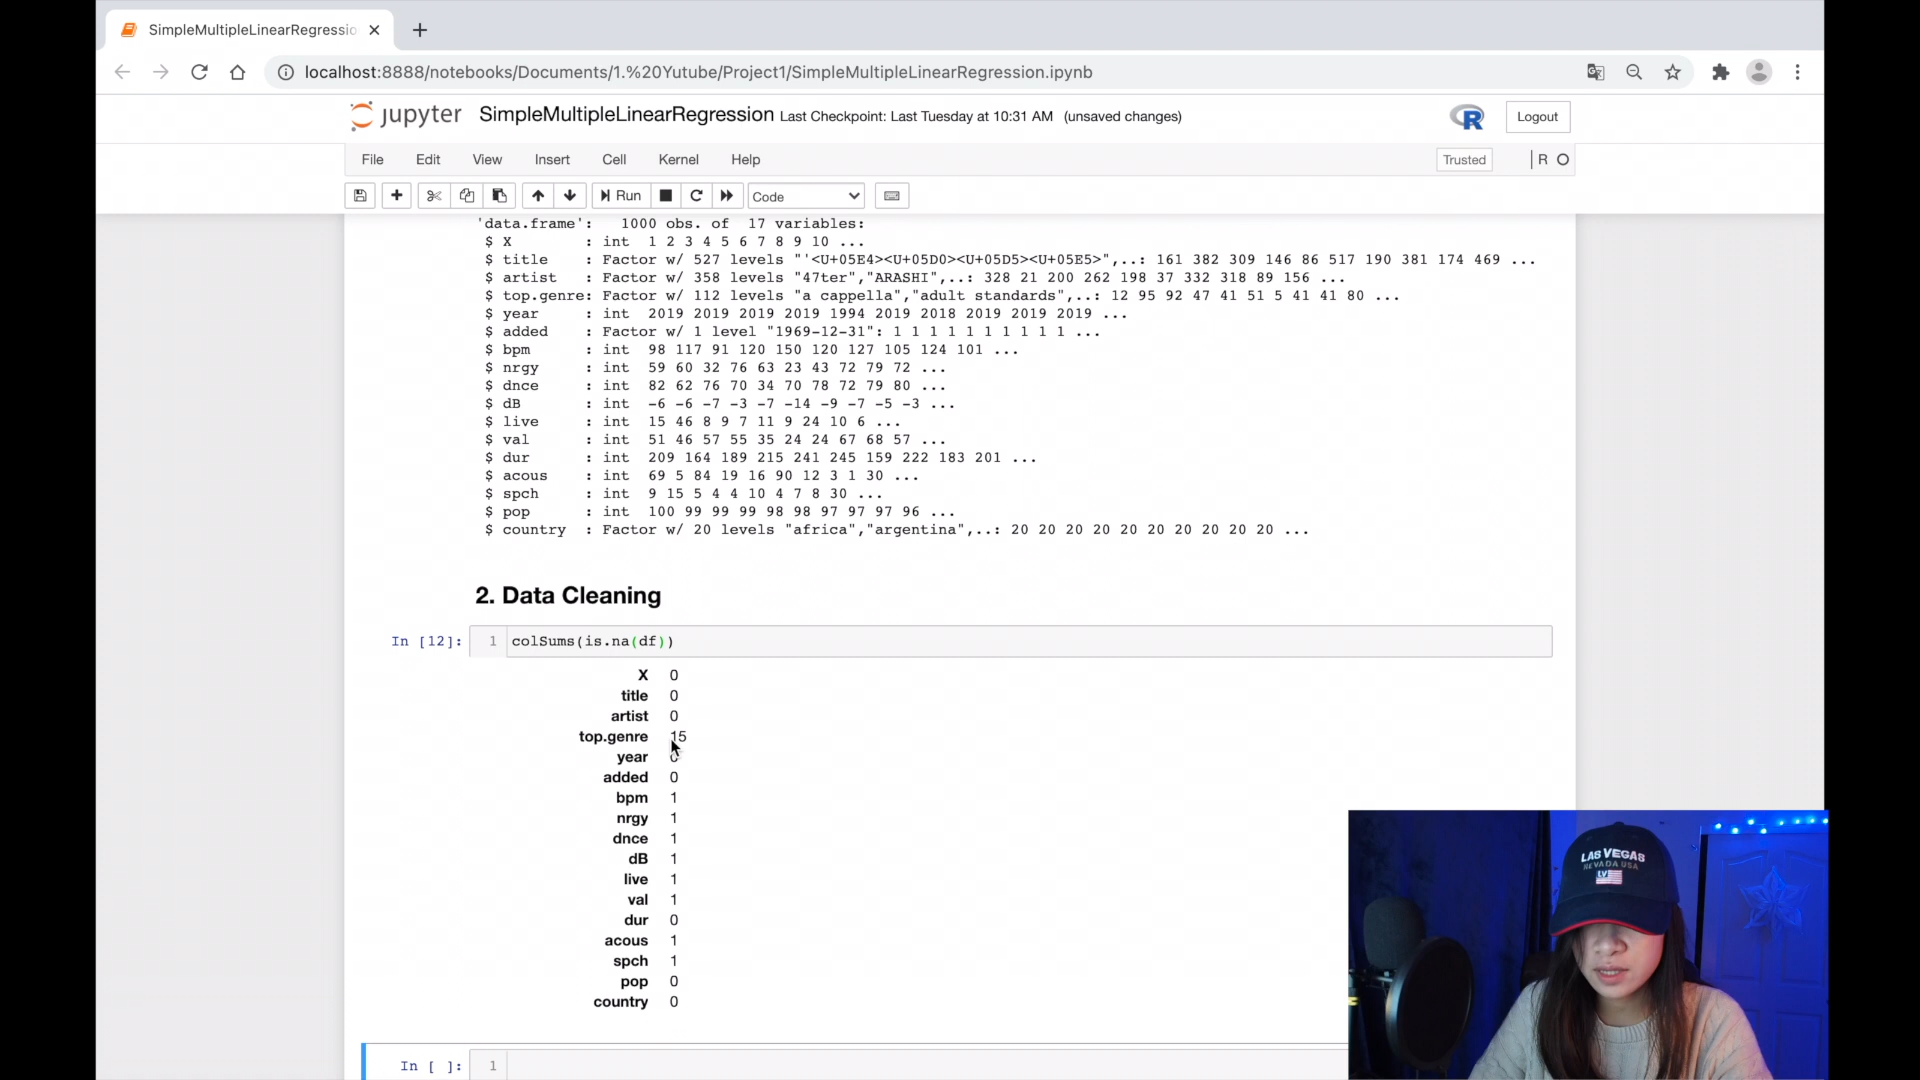 SimpleMultipleLinearRegressio
localhost:8888/notebooks/Documents/1.%20Yutube/Project1/SimpleMultipleLinearRegression.ipynb
jupyter SimpleMultipleLinearRegression Last Checkpoint: Last Tuesday at 10:31 AM (unsaved changes) R Logout
File Edit View Insert Cell Kernel Help Trusted R
Run Code
'data.frame': 1000 obs. of 17 variables:
$ X : int 1 2 3 4 5 6 7 8 9 10 ...
$ title : Factor w/ 527 levels "'<U+05E4><U+05D0><U+05D5><U+05E5>",..: 161 382 309 146 86 517 190 381 174 469 ...
$ artist : Factor w/ 358 levels "47ter","ARASHI",..: 328 21 200 262 198 37 332 318 89 156 ...
$ top.genre: Factor w/ 112 levels "a cappella","adult standards",..: 12 95 92 47 41 51 5 41 41 80 ...
$ year : int 2019 2019 2019 2019 1994 2019 2018 2019 2019 2019 ...
$ added : Factor w/ 1 level "1969-12-31": 1 1 1 1 1 1 1 1 1 1 ...
$ bpm : int 98 117 91 120 150 120 127 105 124 101 ...
$ nrgy : int 59 60 32 76 63 23 43 72 79 72 ...
$ dnce : int 82 62 76 70 34 70 78 72 79 80 ...
$ dB : int -6 -6 -7 -3 -7 -14 -9 -7 -5 -3 ...
$ live : int 15 46 8 9 7 11 9 24 10 6 ...
$ val : int 51 46 57 55 35 24 24 67 68 57 ...
$ dur : int 209 164 189 215 241 245 159 222 183 201 ...
$ acous : int 69 5 84 19 16 90 12 3 1 30 ...
$ spch : int 9 15 5 4 4 10 4 7 8 30 ...
$ pop : int 100 99 99 99 98 98 97 97 97 96 ...
$ country : Factor w/ 20 levels "africa","argentina",..: 20 20 20 20 20 20 20 20 20 20 ...
2. Data Cleaning
In [12]: 1 colSums(is.na(df))
X 0
title 0
artist 0
top.genre 15
year 0
added 0
bpm 1
nrgy 1
dnce 1
dB 1
live 1
val 1
dur 0
acous 1
spch 1
pop 0
country 0
In [ ]: 1
LAS VEGAS
NEVADA USA
LV